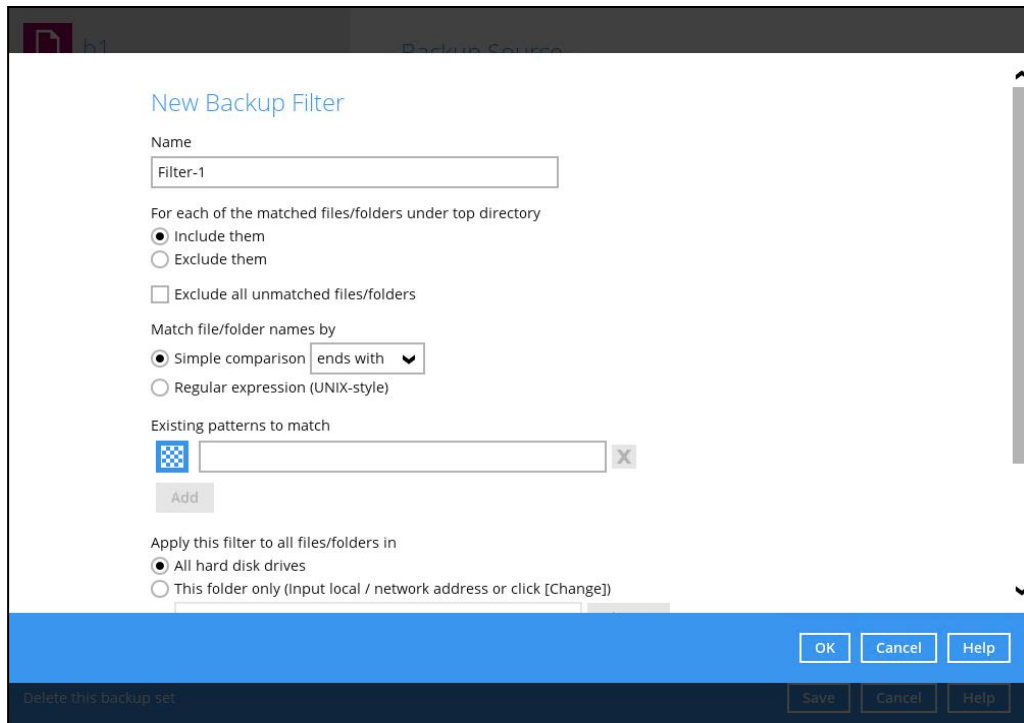 b1
Backup Source
New Backup Filter
Name
Filter-1
For each of the matched files/folders under top directory
Include them
Exclude them
Exclude all unmatched files/folders
Match file/folder names by
Simple comparison ends with
Regular expression (UNIX-style)
Existing patterns to match
X
Add
Apply this filter to all files/folders in
All hard disk drives
This folder only (Input local / network address or click [Change])
OK Cancel Help
Delete this backup set Save Cancel Help